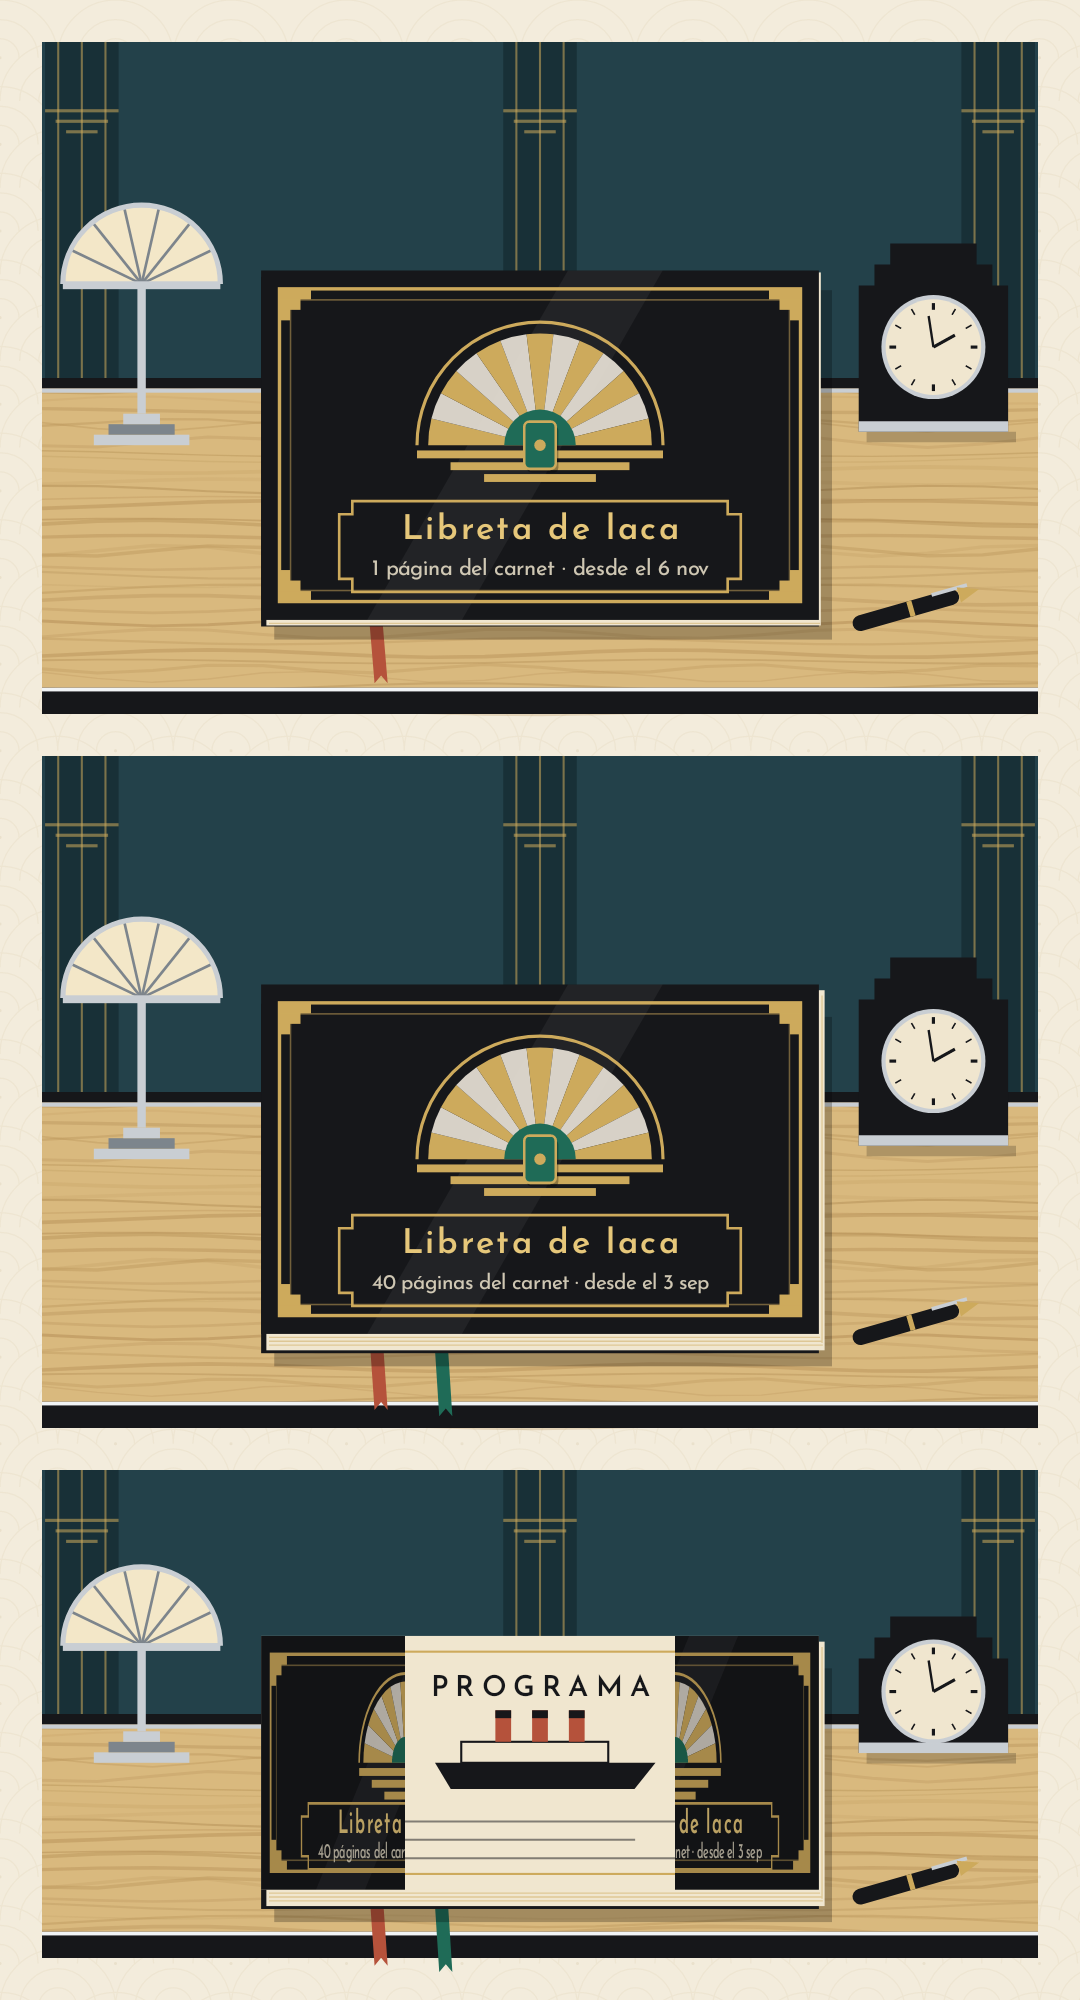 Libreta de laca
1 página del carnet · desde el 6 nov
Libreta de laca
40 páginas del carnet · desde el 3 sep
PROGRAMA
Libreta
de laca
40 páginas del car
net · desde el 3 sep